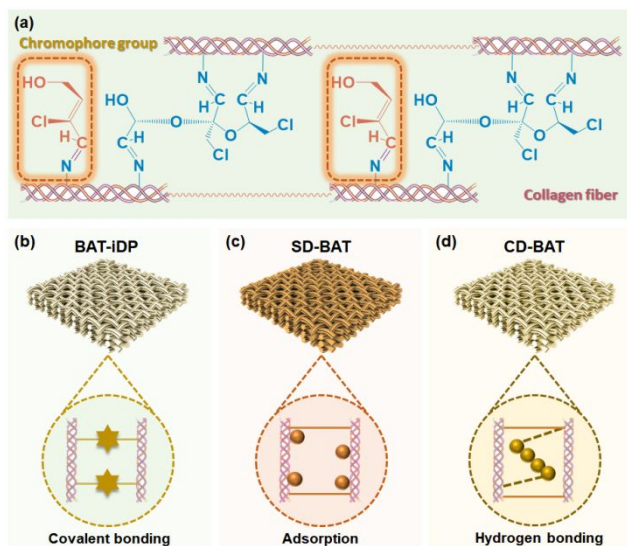 (a)
Chromophore group
HO
Cl
H
C
N
HO
C
H
N
O
N
H
C
N
C
H
O
Cl
Cl
HO
Cl
H
C
N
HO
C
H
N
O
N
H
C
N
C
H
O
Cl
Cl
Collagen fiber
(b) BAT-iDP
(c) SD-BAT
(d) CD-BAT
Covalent bonding
Adsorption
Hydrogen bonding